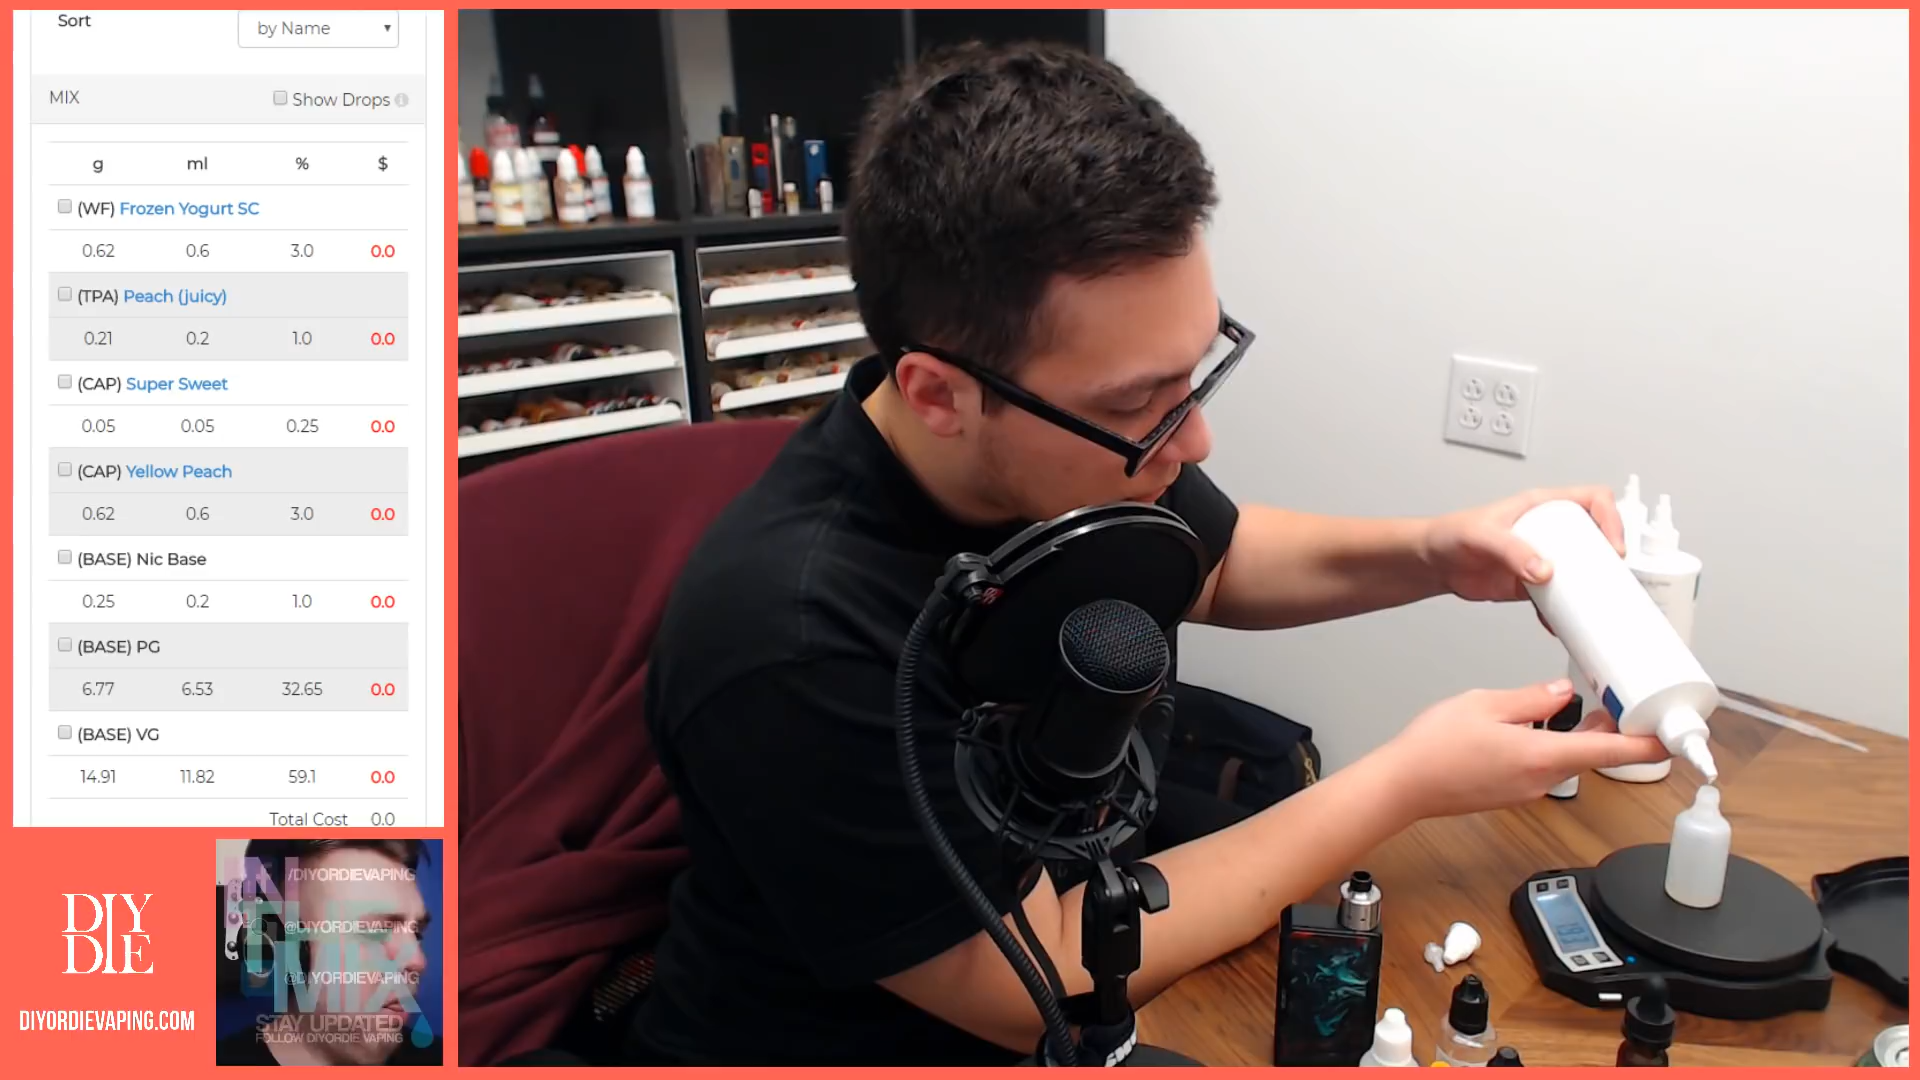 Sort
by Name
MIX
Show Drops
g ml % $
(WF) Frozen Yogurt SC
0.62 0.6 3.0 0.0
(TPA) Peach (juicy)
0.21 0.2 1.0 0.0
(CAP) Super Sweet
0.05 0.05 0.25 0.0
(CAP) Yellow Peach
0.62 0.6 3.0 0.0
(BASE) Nic Base
0.25 0.2 1.0 0.0
(BASE) PG
6.77 6.53 32.65 0.0
(BASE) VG
14.91 11.82 59.1 0.0
Total Cost 0.0
DIY
DIE
DIYORDIEVAPING.COM
IN
THE
MIX
/DIYORDIEVAPING
@DIYORDIEVAPING
@DIYORDIEVAPING
STAY UPDATED
FOLLOW DIYORDIE VAPING